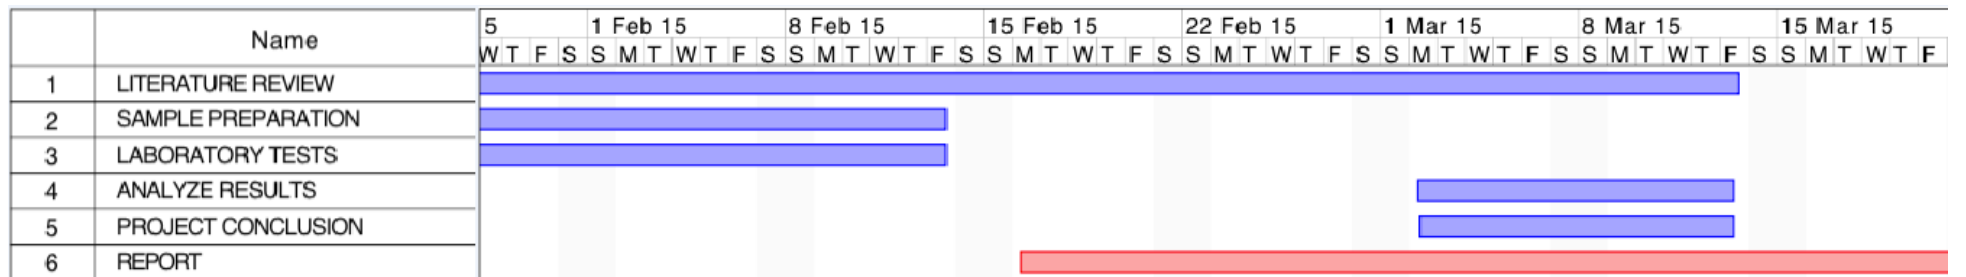 Name
5 1 Feb 15 8 Feb 15 15 Feb 15 22 Feb 15 1 Mar 15 8 Mar 15 15 Mar 15
W T F S S M T W T F S S M T W T F S S M T W T F S S M T W T F S S M T W T F S S M T W T F S S M T W T F
1 LITERATURE REVIEW
2 SAMPLE PREPARATION
3 LABORATORY TESTS
4 ANALYZE RESULTS
5 PROJECT CONCLUSION
6 REPORT